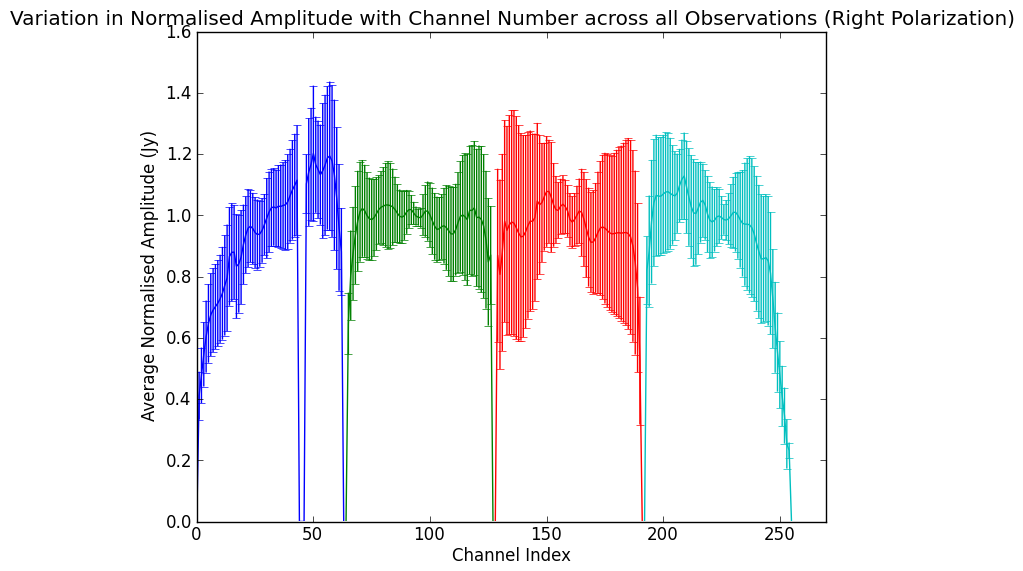 Variation in Normalised Amplitude with Channel Number across all Observations (Right Polarization)
1.6
1.4
1.2
1.0
0.8
0.6
0.4
0.2
0.0
Average Normalised Amplitude (Jy)
0 50 100 150 200 250
Channel Index